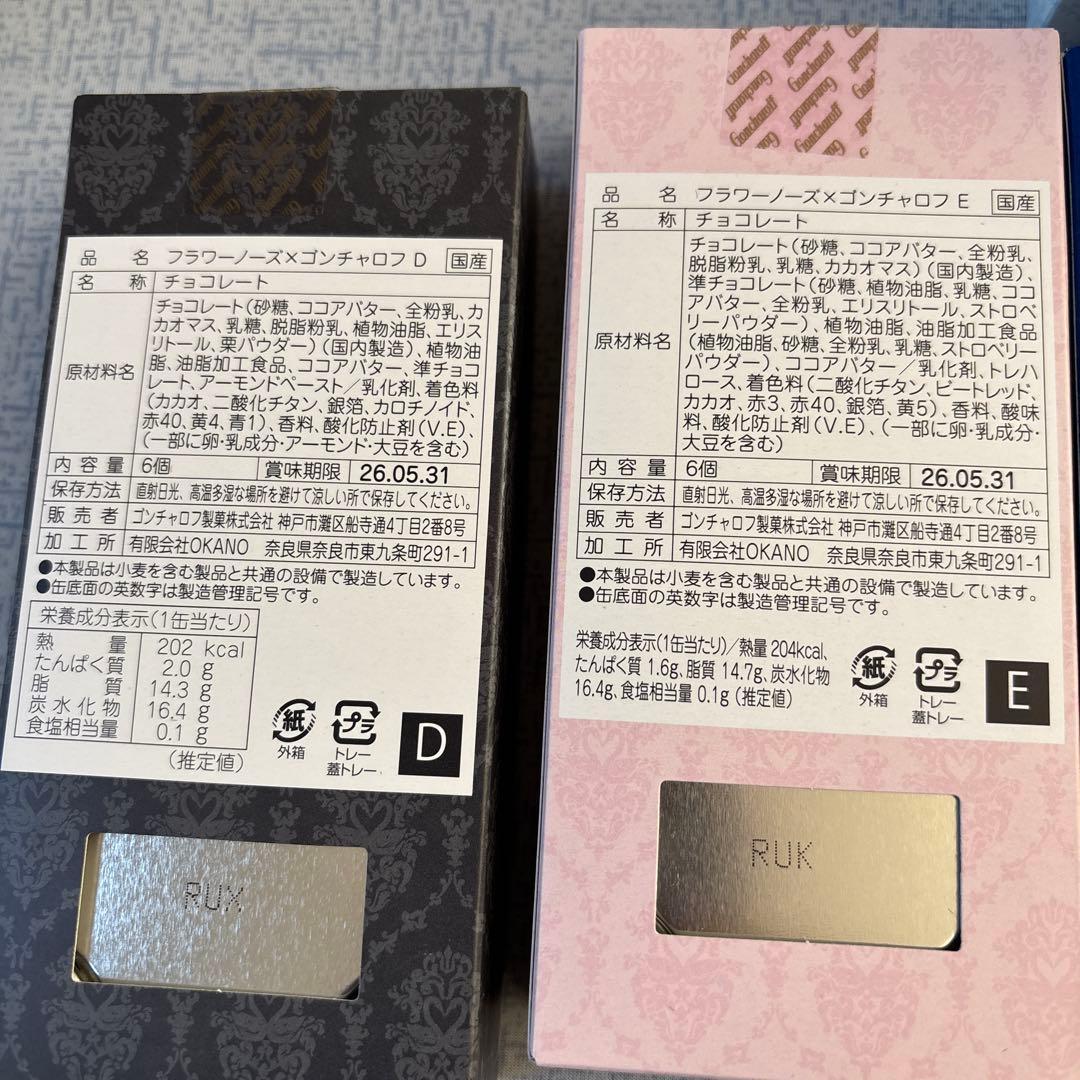 品名 フラワーノーズ×ゴンチャロフ D 国産
名称 チョコレート
原材料名
チョコレート(砂糖、ココアバター、全粉乳、カ
カオマス、乳糖、脱脂粉乳、植物油脂、エリス
リトール、栗パウダー)(国内製造)、植物油
脂、油脂加工食品、ココアバター、準チョコ
レート、アーモンドペースト/乳化剤、着色料
(カカオ、二酸化チタン、銀箔、カロチノイド、
赤40、黄4、青1)、香料、酸化防止剤(V.E)、
(一部に卵・乳成分・アーモンド・大豆を含む)
内容量 6個 賞味期限 26.05.31
保存方法 直射日光、高温多湿な場所を避けて涼しい所で保存してください。
販売者 ゴンチャロフ製菓株式会社 神戸市灘区船寺通4丁目2番8号
加工所 有限会社OKANO 奈良県奈良市東九条町291-1
●本製品は小麦を含む製品と共通の設備で製造しています。
●缶底面の英数字は製造管理記号です。
栄養成分表示(1缶当たり)
熱量 202 kcal
たんぱく質 2.0 g
脂質 14.3 g
炭水化物 16.4 g
食塩相当量 0.1 g
(推定値)
紙
外箱
プラ
トレー
蓋トレー
D
RUX
Goncharoff
品名 フラワーノーズ×ゴンチャロフ E 国産
名称 チョコレート
原材料名
チョコレート(砂糖、ココアバター、全粉乳、
脱脂粉乳、乳糖、カカオマス)(国内製造)、
準チョコレート(砂糖、植物油脂、乳糖、ココ
アバター、全粉乳、エリスリトール、ストロベ
リーパウダー)、植物油脂、油脂加工食品
(植物油脂、砂糖、全粉乳、乳糖、ストロベリー
パウダー)、ココアバター/乳化剤、トレハ
ロース、着色料(二酸化チタン、ビートレッド、
カカオ、赤3、赤40、銀箔、黄5)、香料、酸味
料、酸化防止剤(V.E)、(一部に卵・乳成分・
大豆を含む)
内容量 6個 賞味期限 26.05.31
保存方法 直射日光、高温多湿な場所を避けて涼しい所で保存してください。
販売者 ゴンチャロフ製菓株式会社 神戸市灘区船寺通4丁目2番8号
加工所 有限会社OKANO 奈良県奈良市東九条町291-1
●本製品は小麦を含む製品と共通の設備で製造しています。
●缶底面の英数字は製造管理記号です。
栄養成分表示(1缶当たり)/熱量 204kcal、
たんぱく質 1.6g、脂質 14.7g、炭水化物
16.4g、食塩相当量 0.1g(推定値)
紙
外箱
プラ
トレー
蓋トレー
E
RUK